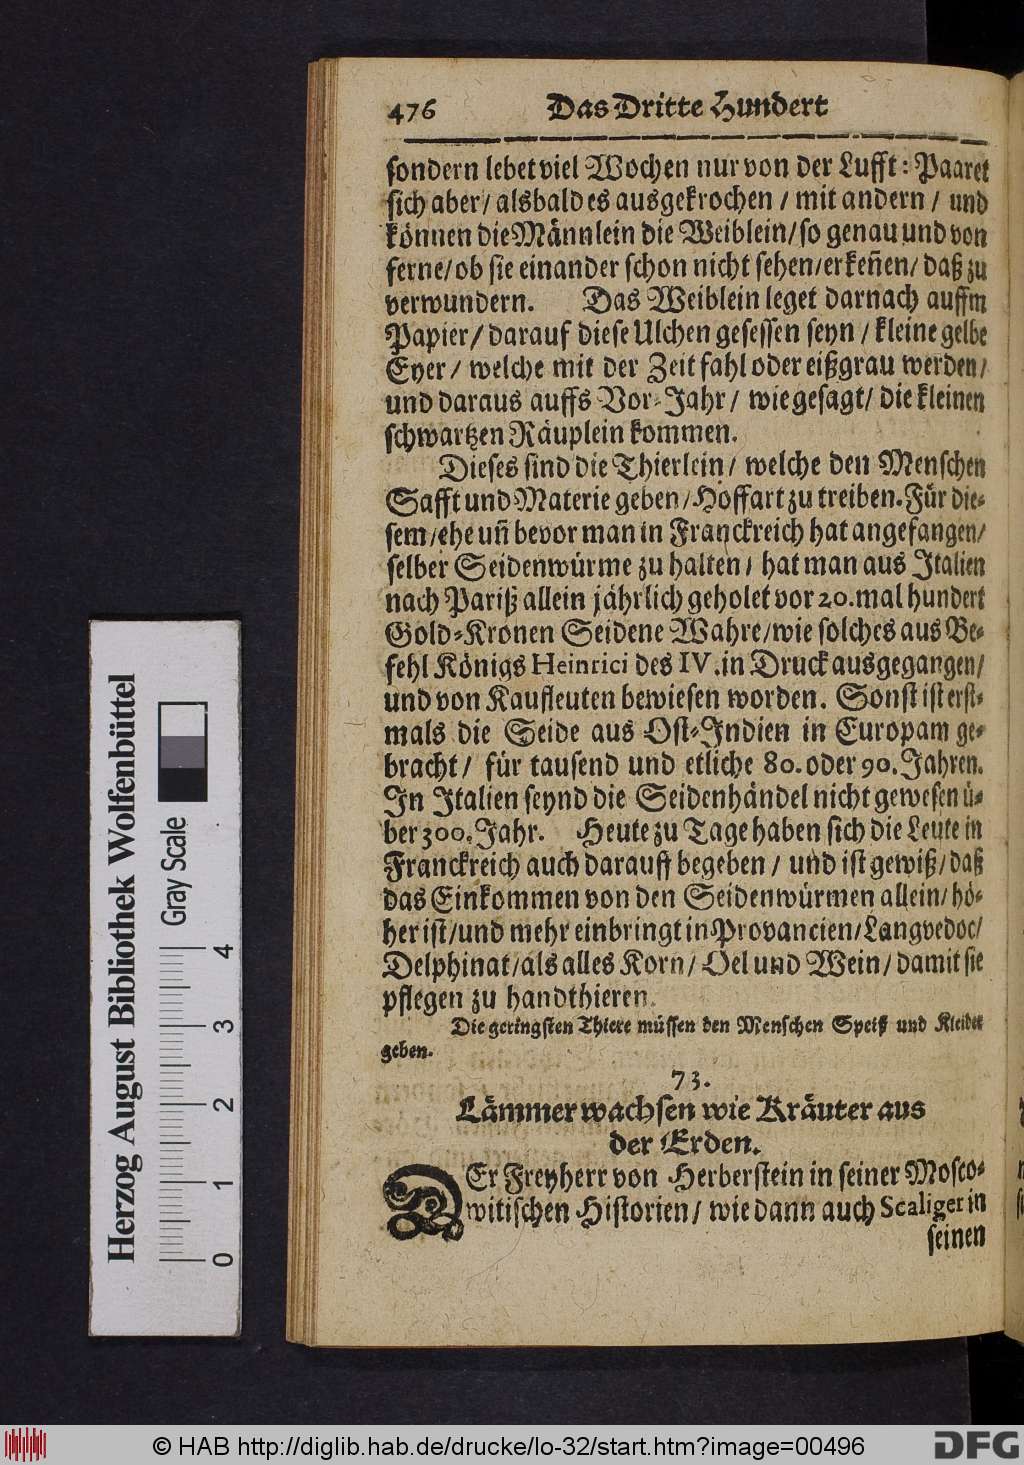 476 Das Dritte Hundert
sondern lebet viel Wochen nur von der Lufft: Paaret
sich aber/ alsbald es ausgekrochen / mit andern / und
können die Männlein die Weiblein/ so genau und von
ferne/ ob sie einander schon nicht sehen/ erkeñen/ daß zu
verwundern. Das Weiblein leget darnach auffm
Papier/ darauf diese Ulchen gesessen seyn / kleine gelbe
Eyer / welche mit der Zeit fahl oder eißgrau werden/
und daraus auffs Vor-Jahr / wie gesagt/ die kleinen
schwartzen Räuplein kommen.
Dieses sind die Thierlein/ welche den Menschen
Safft und Materie geben/ Hoffart zu treiben. Für die-
sem/ ehe uñ bevor man in Franckreich hat angefangen/
selber Seidenwürme zu halten/ hat man aus Italien
nach Pariß allein jährlich geholet vor 20. mal hundert
Gold-Kronen Seidene Wahre/ wie solches aus Be-
fehl Königs Heinrici des IV. in Druck ausgegangen/
und von Kaufleuten bewiesen worden. Sonst ist erst-
mals die Seide aus Ost-Indien in Europam ge-
bracht/ für tausend und etliche 80. oder 90. Jahren.
In Italien seynd die Seidenhändel nicht gewesen ü-
ber 300. Jahr. Heute zu Tage haben sich die Leute in
Franckreich auch darauff begeben / und ist gewiß/ daß
das Einkommen von den Seidenwürmen allein/ hö-
her ist/ und mehr einbringt in Provancien/ Langvedoc/
Delphinat/ als alles Korn/ Oel und Wein/ damit sie
pflegen zu handthieren.
Die geringsten Thiere müssen den Menschen Speiß und Kleider
geben.
73.
Lämmer wachsen wie Kräuter aus
der Erden.
DEr Freyherr von Herberstein in seiner Mosco-
witischen Historien/ wie dann auch Scaliger in
seinen
Herzog August Bibliothek Wolfenbüttel
Gray Scale
0 1 2 3 4
© HAB http://diglib.hab.de/drucke/lo-32/start.htm?image=00496
DFG